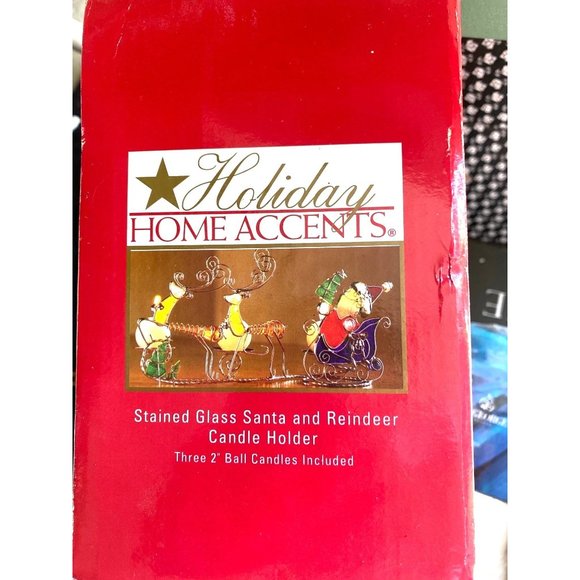 Holiday
HOME ACCENTS®
Stained Glass Santa and Reindeer
Candle Holder
Three 2" Ball Candles Included